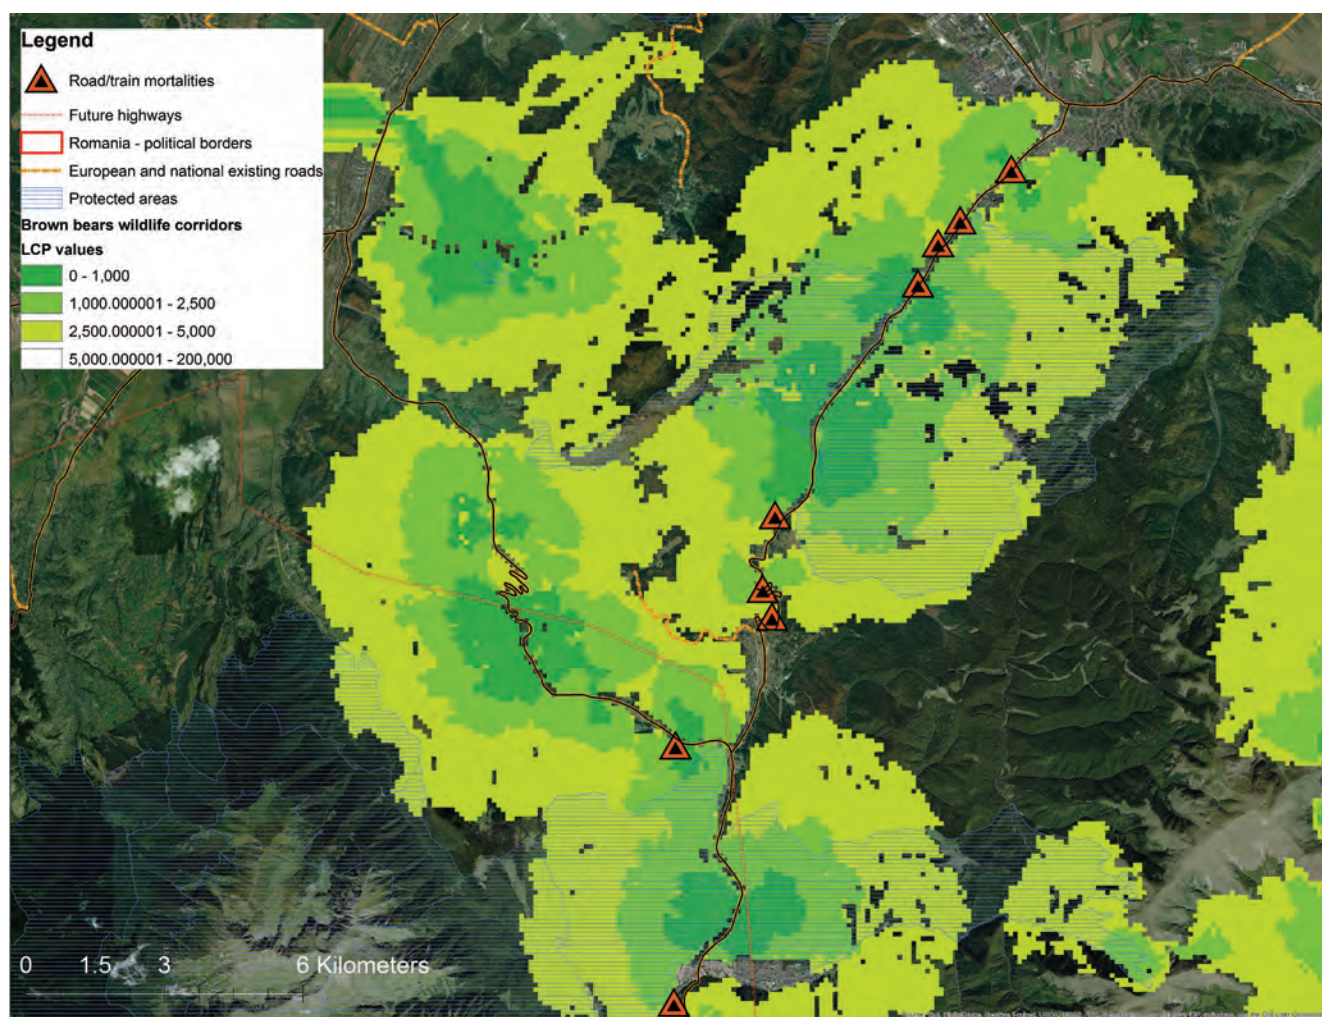 Legend
Road/train mortalities
Future highways
Romania - political borders
European and national existing roads
Protected areas
Brown bears wildlife corridors
LCP values
0 - 1,000
1,000.000001 - 2,500
2,500.000001 - 5,000
5,000.000001 - 200,000
0 1.5 3 6 Kilometers